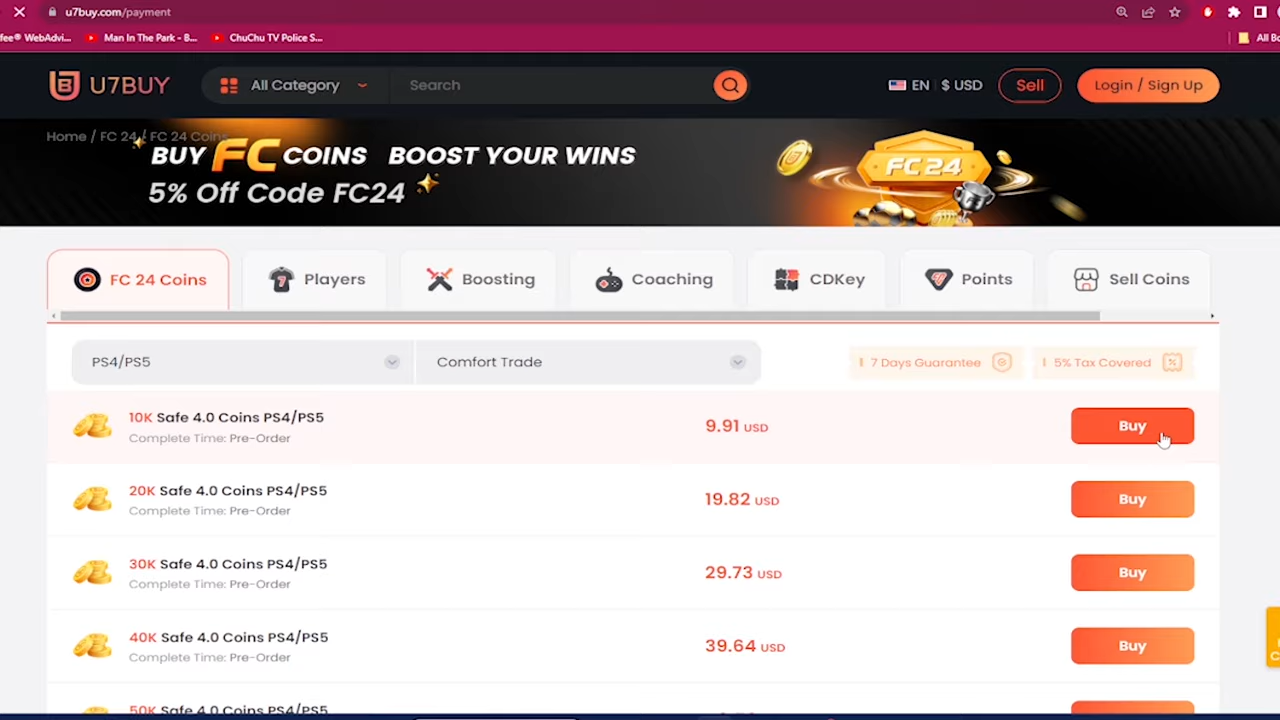 u7buy.com/payment
fee® WebAdvi...
Man In The Park - B...
ChuChu TV Police S...
All Bo
U7BUY
All Category
Search
EN
$ USD
Sell
Login / Sign Up
Home / FC 24 / FC 24 Coins
BUY FC COINS BOOST YOUR WINS
5% Off Code FC24
FC 24
FC 24 Coins
Players
Boosting
Coaching
CDKey
Points
Sell Coins
PS4/PS5
Comfort Trade
7 Days Guarantee
5% Tax Covered
10K Safe 4.0 Coins PS4/PS5
Complete Time: Pre-Order
9.91 USD
Buy
20K Safe 4.0 Coins PS4/PS5
Complete Time: Pre-Order
19.82 USD
Buy
30K Safe 4.0 Coins PS4/PS5
Complete Time: Pre-Order
29.73 USD
Buy
40K Safe 4.0 Coins PS4/PS5
Complete Time: Pre-Order
39.64 USD
Buy
50K Safe 4.0 Coins PS4/PS5